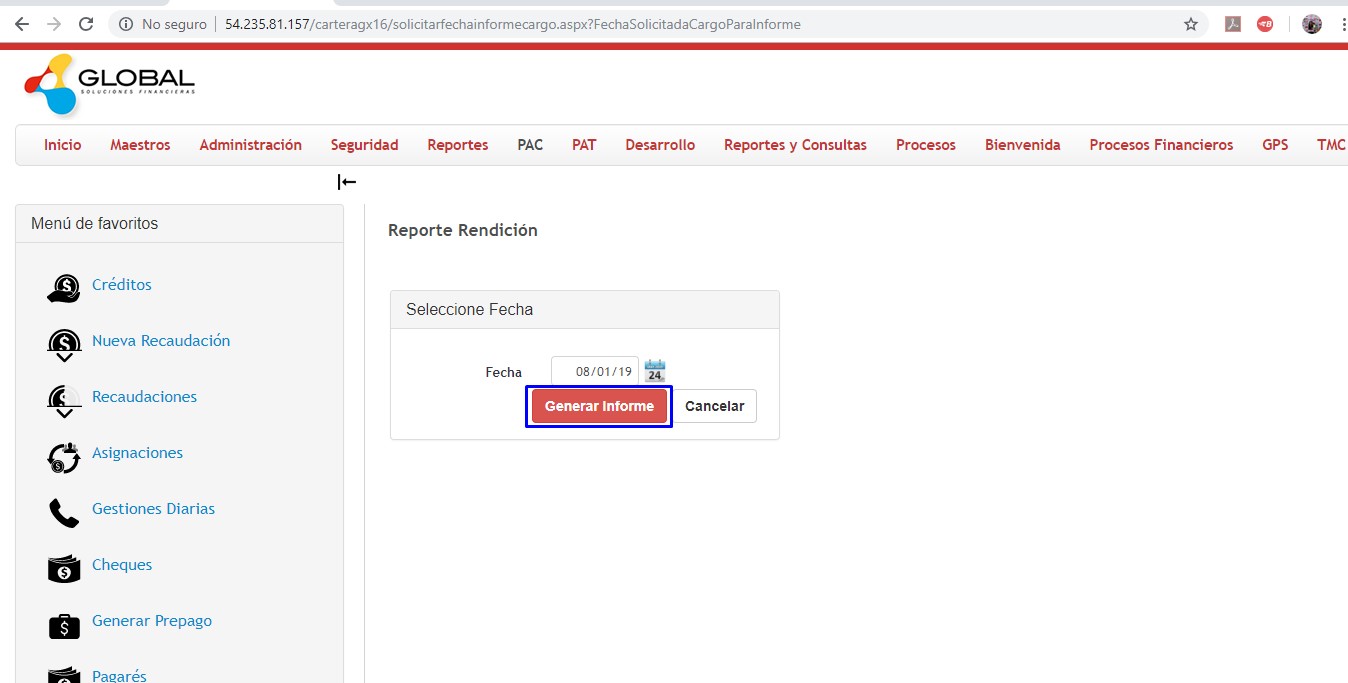 No seguro
54.235.81.157/carteragx16/solicitarfechainformecargo.aspx?FechaSolicitadaCargoParaInforme
GLOBAL
SOLUCIONES FINANCIERAS
Inicio Maestros Administración Seguridad Reportes PAC PAT Desarrollo Reportes y Consultas Procesos Bienvenida Procesos Financieros GPS TMC
Menú de favoritos
Créditos
Nueva Recaudación
Recaudaciones
Asignaciones
Gestiones Diarias
Cheques
Generar Prepago
Pagarés
Reporte Rendición
Seleccione Fecha
Fecha 08/01/19 24
Generar Informe Cancelar